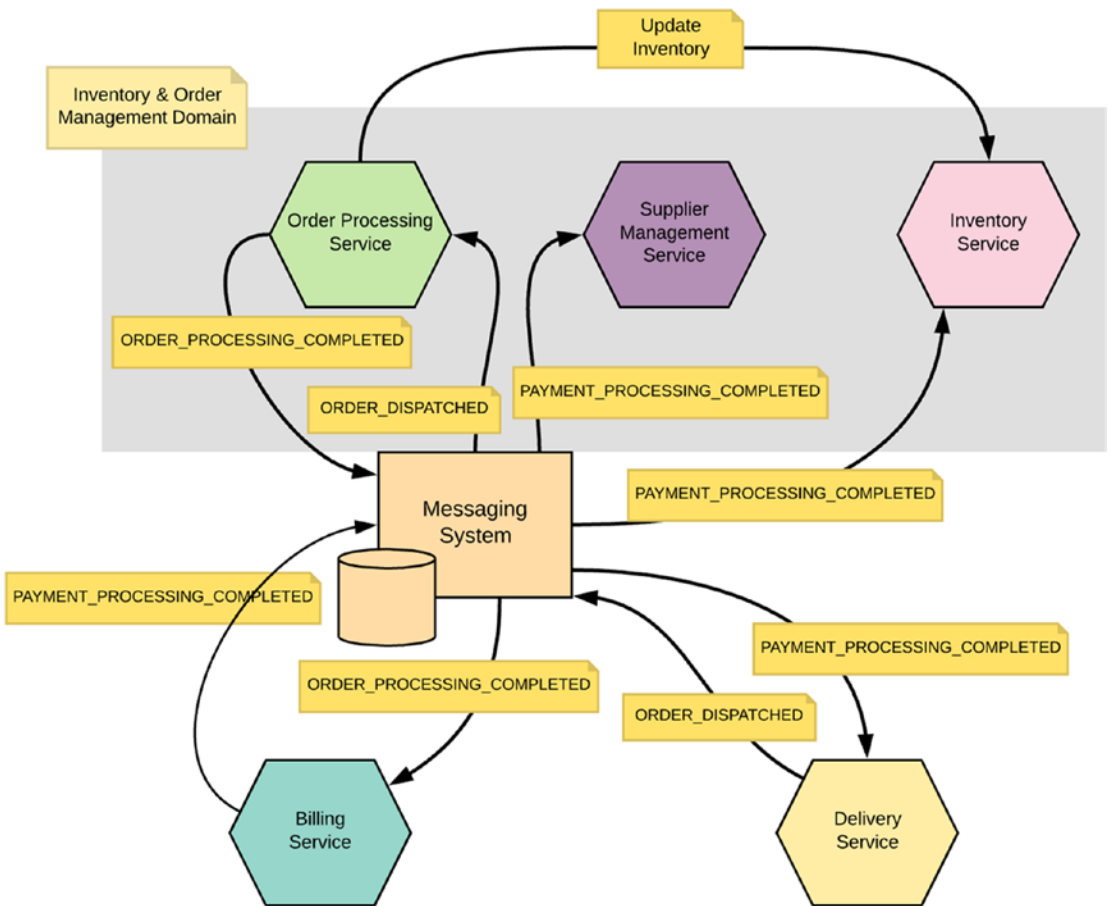 Update
Inventory
Inventory & Order
Management Domain
Order Processing
Service
Supplier
Management
Service
Inventory
Service
ORDER_PROCESSING_COMPLETED
ORDER_DISPATCHED
PAYMENT_PROCESSING_COMPLETED
PAYMENT_PROCESSING_COMPLETED
Messaging
System
PAYMENT_PROCESSING_COMPLETED
ORDER_PROCESSING_COMPLETED
PAYMENT_PROCESSING_COMPLETED
ORDER_DISPATCHED
Billing
Service
Delivery
Service